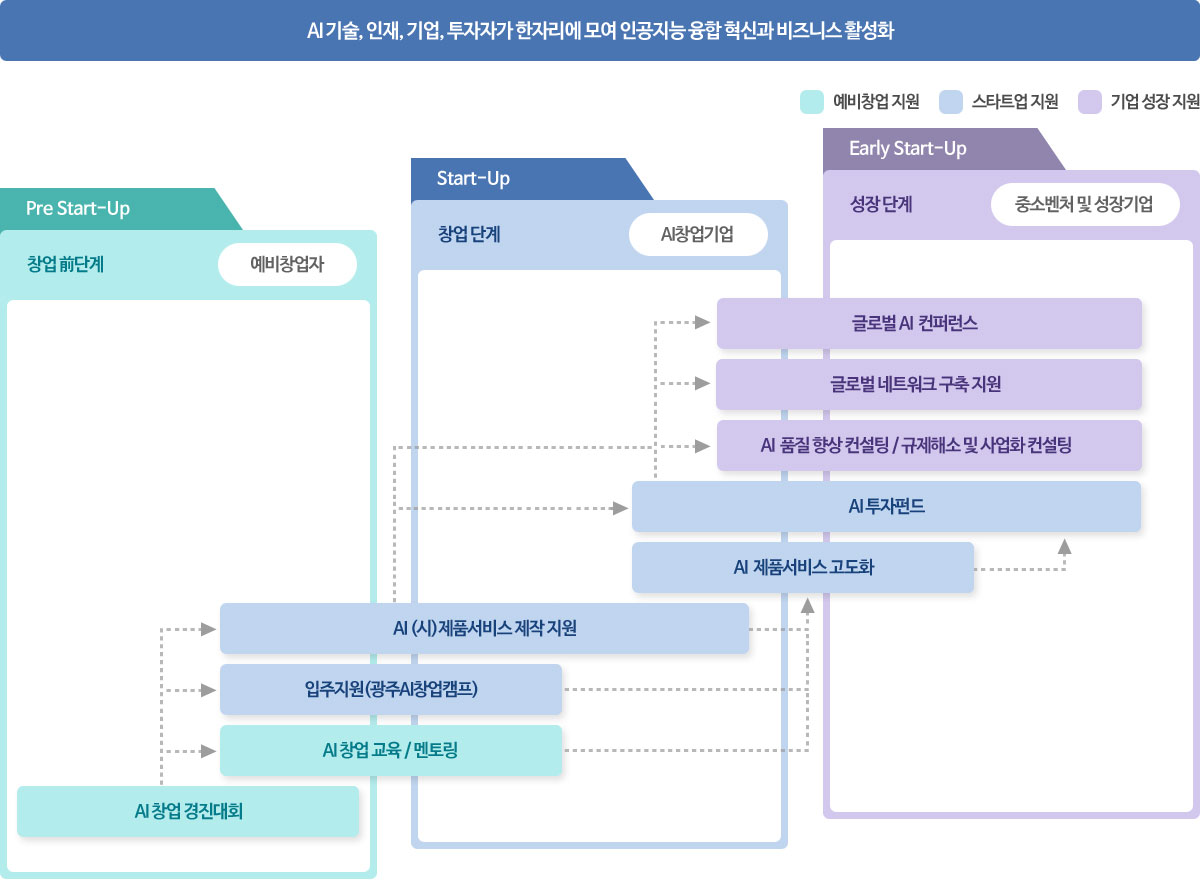 AI 기술, 인재, 기업, 투자자가 한자리에 모여 인공지능 융합 혁신과 비즈니스 활성화
예비창업 지원
스타트업 지원
기업 성장 지원
Pre Start-Up
창업 前단계
예비창업자
Start-Up
창업 단계
AI창업기업
Early Start-Up
성장 단계
중소벤처 및 성장기업
글로벌 AI 컨퍼런스
글로벌 네트워크 구축 지원
AI 품질 향상 컨설팅 / 규제해소 및 사업화 컨설팅
AI 투자펀드
AI 제품서비스 고도화
AI (시)제품서비스 제작 지원
입주지원(광주AI창업캠프)
AI 창업 교육 / 멘토링
AI 창업 경진대회